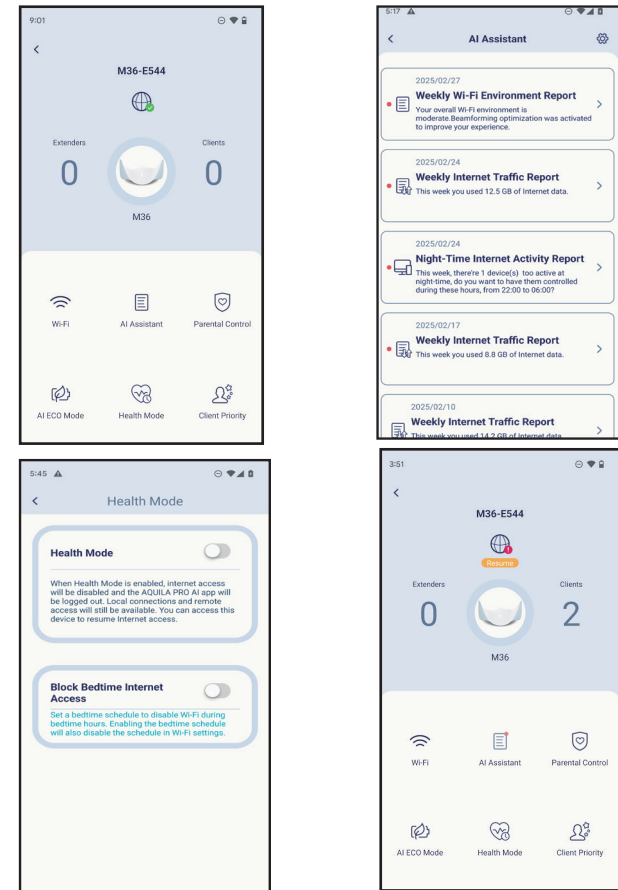 9:01
M36-E544
Extenders
Clients
0
0
M36
Wi-Fi
AI Assistant
Parental Control
AI ECO Mode
Health Mode
Client Priority
5:17
AI Assistant
2025/02/27
Weekly Wi-Fi Environment Report
Your overall Wi-Fi environment is
moderate.Beamforming optimization was activated
to improve your experience.
2025/02/24
Weekly Internet Traffic Report
This week you used 12.5 GB of Internet data.
2025/02/24
Night-Time Internet Activity Report
This week, there're 1 device(s) too active at
night-time, do you want to have them controlled
during these hours, from 22:00 to 06:00?
2025/02/17
Weekly Internet Traffic Report
This week you used 8.8 GB of Internet data.
2025/02/10
Weekly Internet Traffic Report
This week you used 14.2 GB of Internet data
5:45
Health Mode
Health Mode
When Health Mode is enabled, internet access
will be disabled and the AQUILA PRO AI app will
be logged out. Local connections and remote
access will still be available. You can access this
device to resume Internet access.
Block Bedtime Internet
Access
Set a bedtime schedule to disable Wi-Fi during
bedtime hours. Enabling the bedtime schedule
will also disable the schedule in Wi-Fi settings.
3:51
M36-E544
Resume
Extenders
Clients
0
2
M36
Wi-Fi
AI Assistant
Parental Control
AI ECO Mode
Health Mode
Client Priority